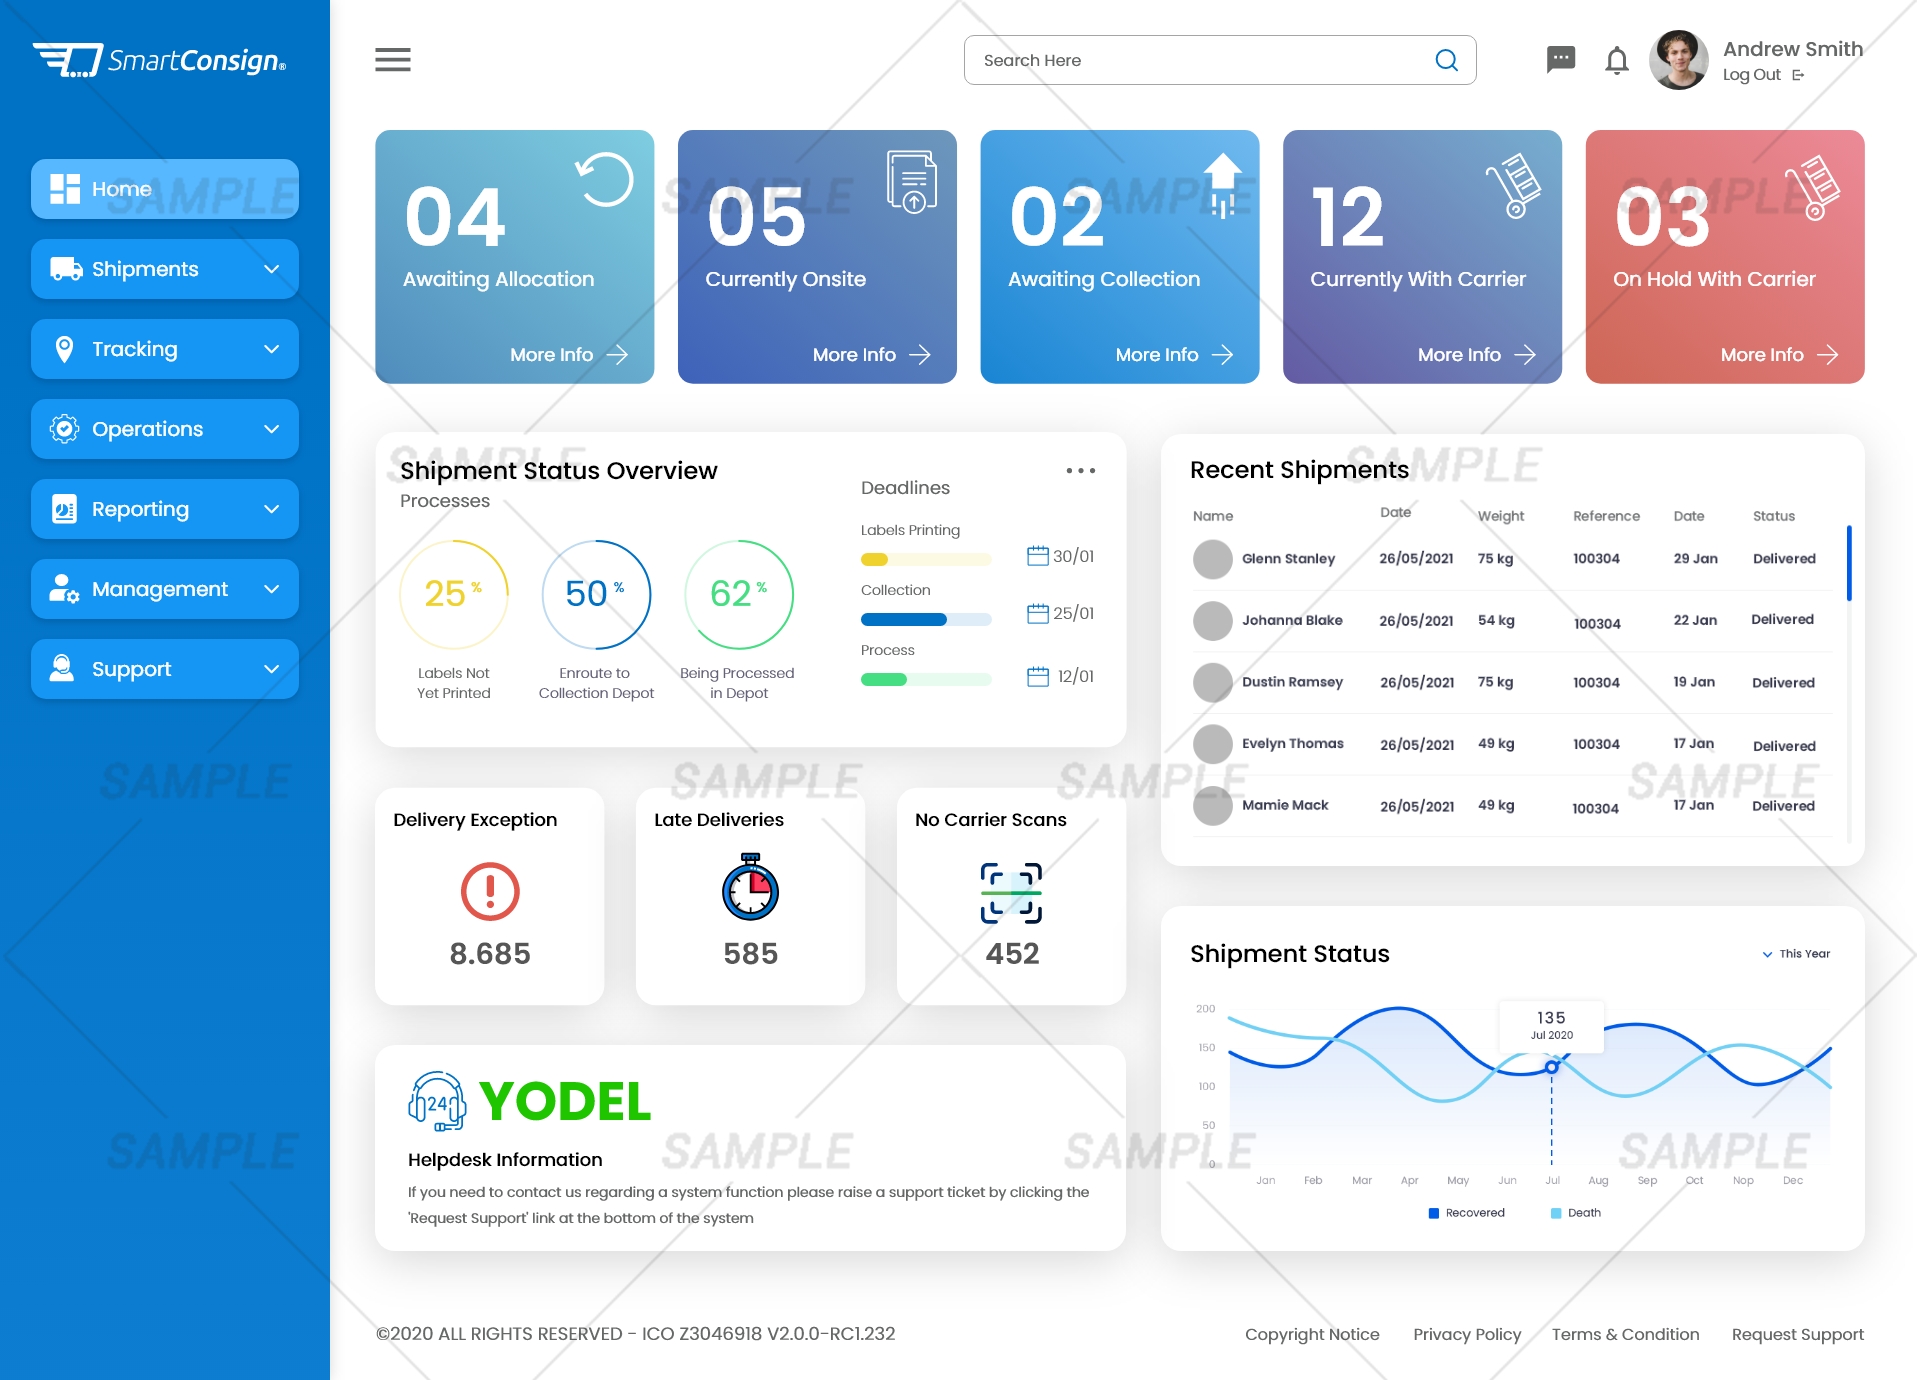 SmartConsign®
Home
Shipments
Tracking
Operations
Reporting
Management
Support
Search Here
Andrew Smith
Log Out
04
Awaiting Allocation
More Info
05
Currently Onsite
More Info
02
Awaiting Collection
More Info
12
Currently With Carrier
More Info
03
On Hold With Carrier
More Info
Shipment Status Overview
Processes
25 %
Labels Not
Yet Printed
50 %
Enroute to
Collection Depot
62 %
Being Processed
in Depot
Deadlines
Labels Printing
30/01
Collection
25/01
Process
12/01
Recent Shipments
Name Date Weight Reference Date Status
Glenn Stanley 26/05/2021 75 kg 100304 29 Jan Delivered
Johanna Blake 26/05/2021 54 kg 100304 22 Jan Delivered
Dustin Ramsey 26/05/2021 75 kg 100304 19 Jan Delivered
Evelyn Thomas 26/05/2021 49 kg 100304 17 Jan Delivered
Mamie Mack 26/05/2021 49 kg 100304 17 Jan Delivered
Delivery Exception
8.685
Late Deliveries
585
No Carrier Scans
452
24
YODEL
Helpdesk Information
If you need to contact us regarding a system function please raise a support ticket by clicking the
'Request Support' link at the bottom of the system
Shipment Status
This Year
200
150
100
50
0
135
Jul 2020
Jan Feb Mar Apr May Jun Jul Aug Sep Oct Nop Dec
Recovered Death
©2020 ALL RIGHTS RESERVED - ICO Z3046918 V2.0.0-RC1.232
Copyright Notice Privacy Policy Terms & Condition Request Support
SAMPLE SAMPLE SAMPLE SAMPLE SAMPLE
SAMPLE SAMPLE
SAMPLE SAMPLE SAMPLE SAMPLE
SAMPLE SAMPLE SAMPLE SAMPLE